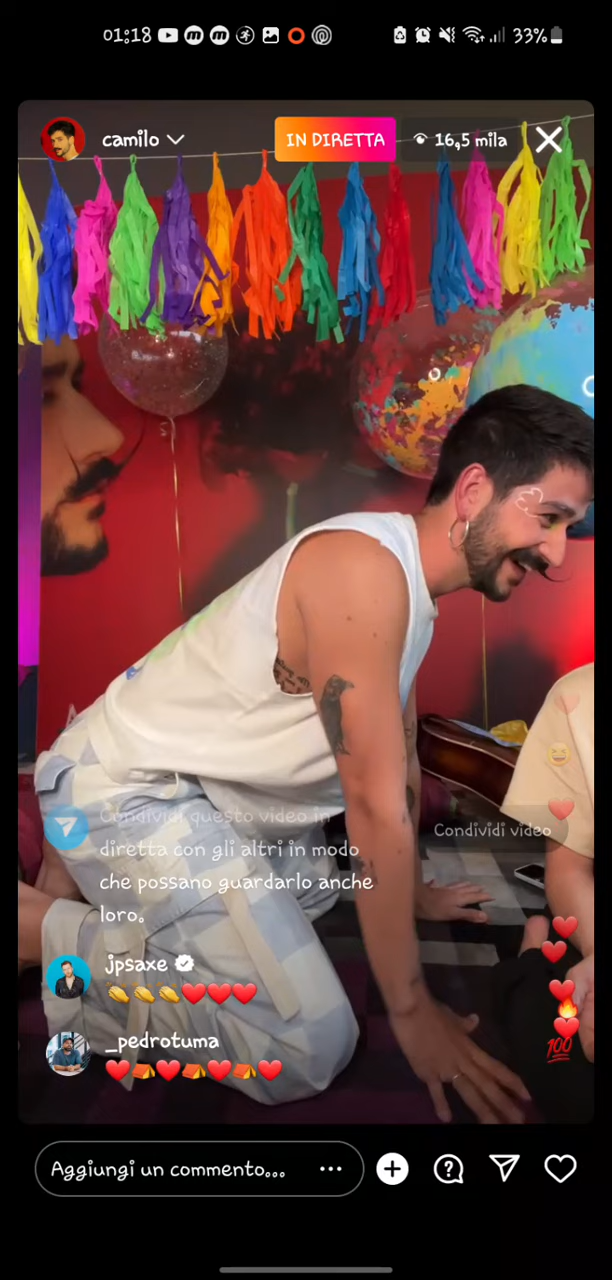 01:18
33%
camilo
IN DIRETTA
16,5 mila
Condividi questo video in
diretta con gli altri in modo
che possano guardarlo anche
loro.
Condividi video
jpsaxe
👏👏👏❤️❤️❤️
_pedrotuma
❤️⛺❤️⛺❤️⛺❤️
💯
Aggiungi un commento...